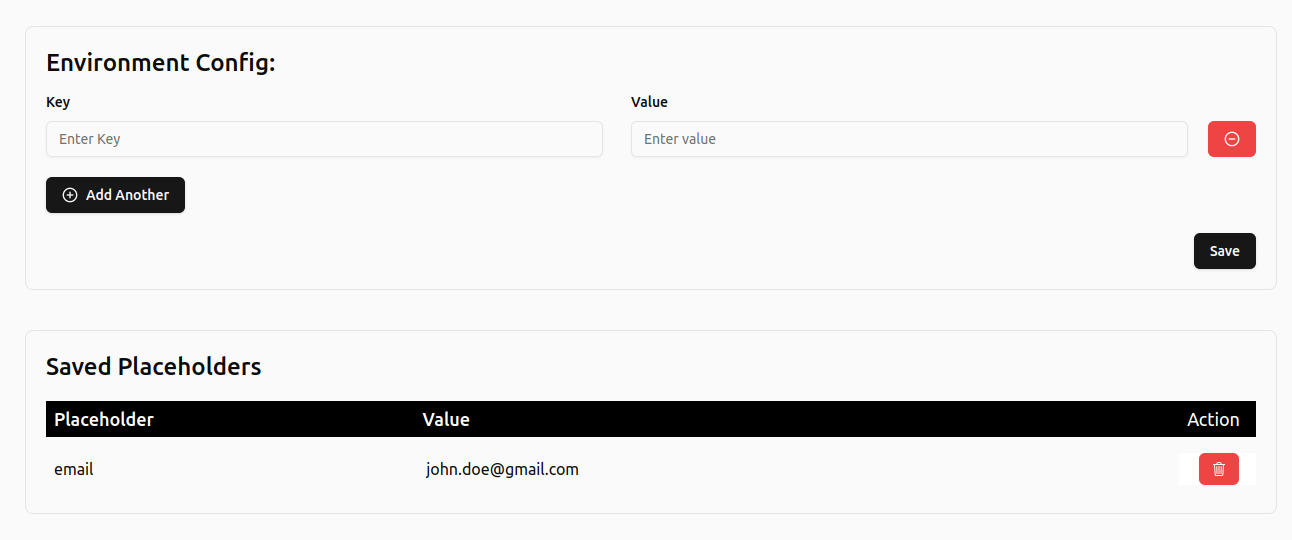 Environment Config:
Key Value
Enter Key Enter value
Add Another
Save
Saved Placeholders
Placeholder Value Action
email john.doe@gmail.com